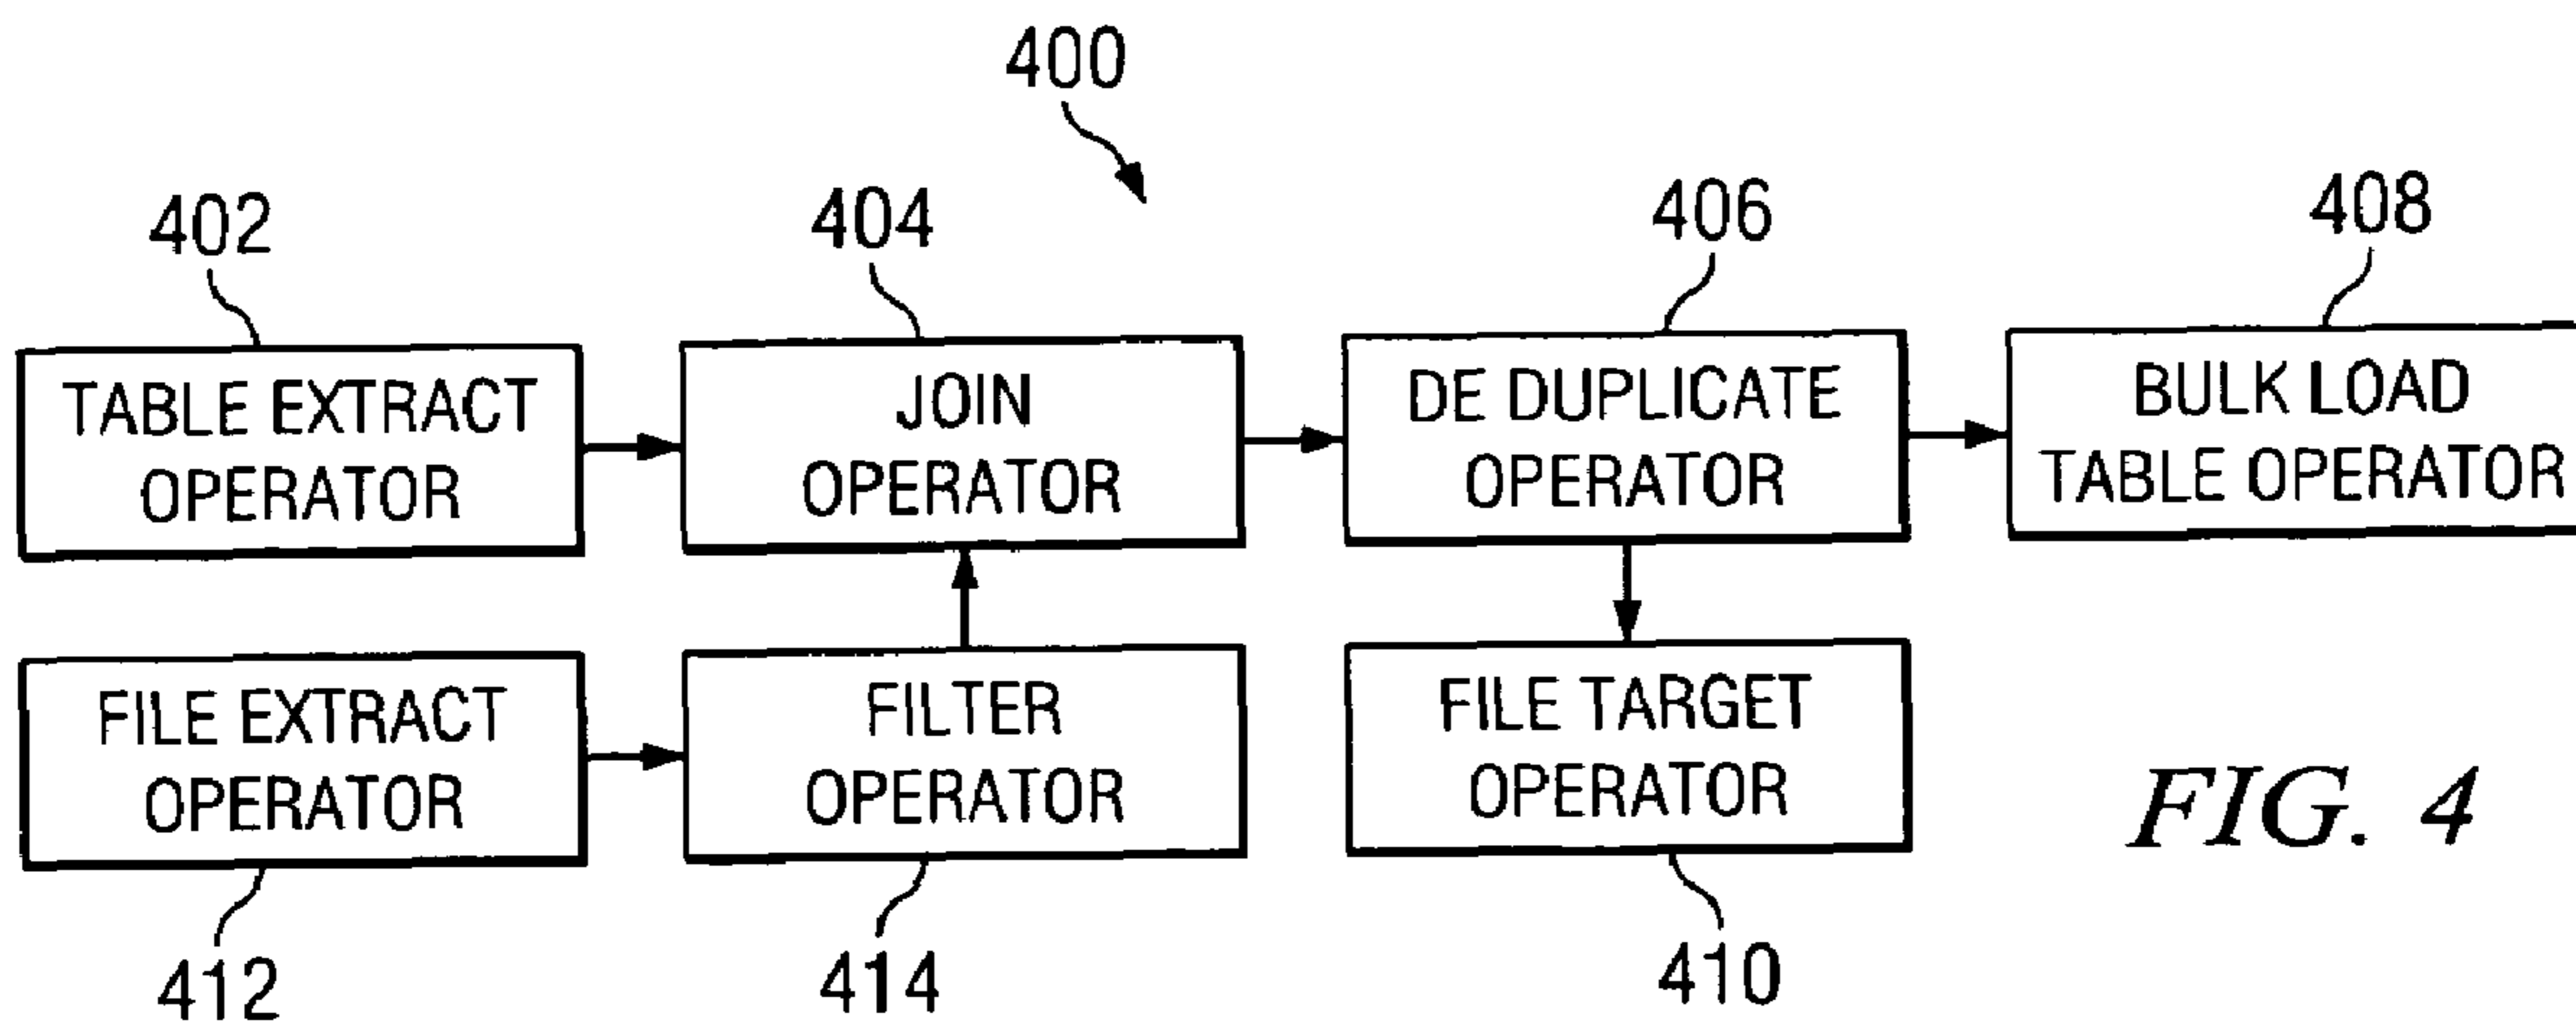 400
402
404
406
408
TABLE EXTRACT
OPERATOR
JOIN
OPERATOR
DE DUPLICATE
OPERATOR
BULK LOAD
TABLE OPERATOR
FILE EXTRACT
OPERATOR
FILTER
OPERATOR
FILE TARGET
OPERATOR
FIG. 4
412
414
410